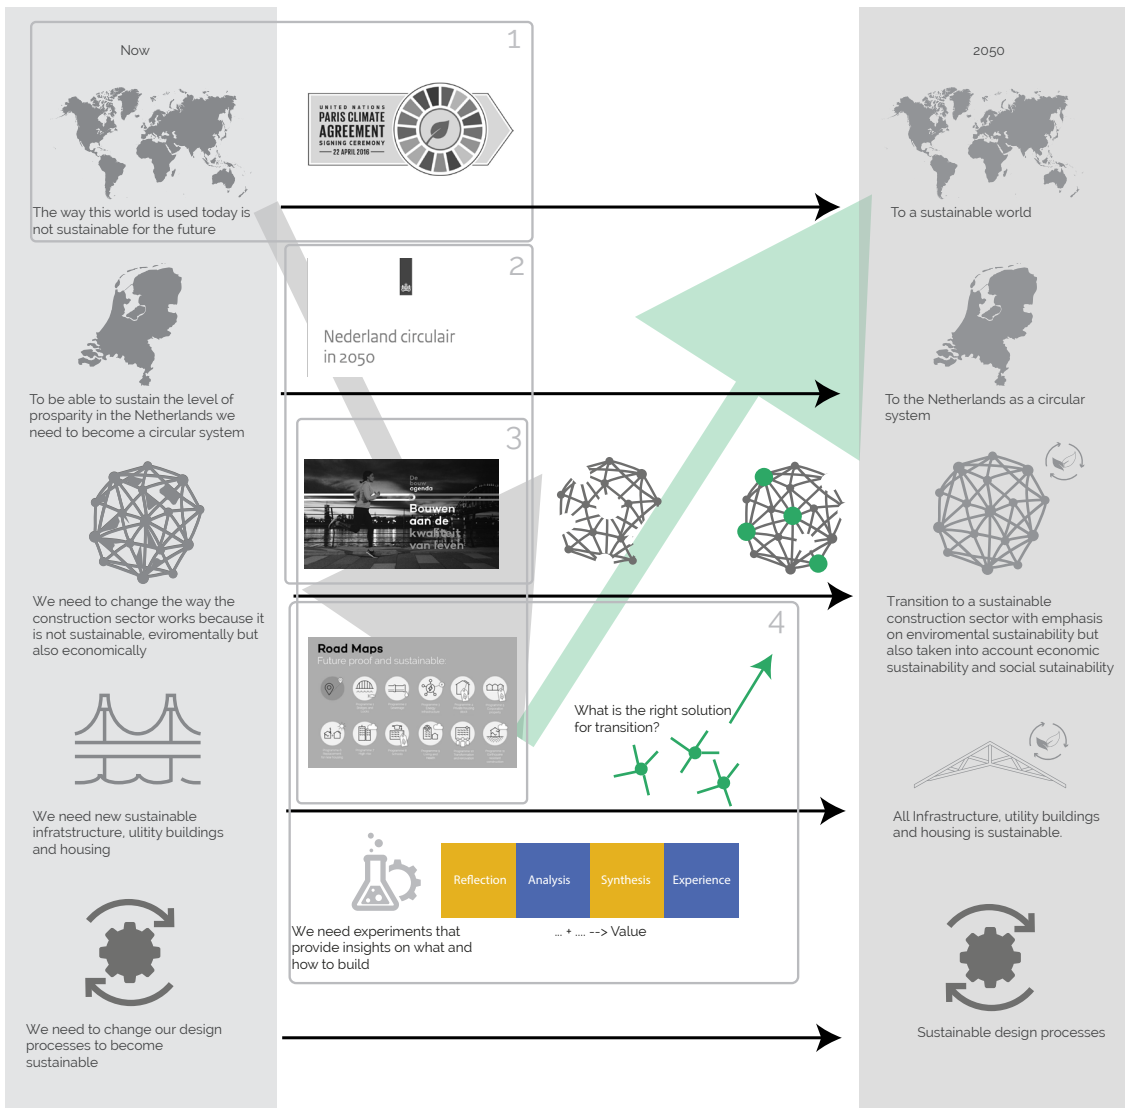 Now
1
2050
UNITED NATIONS
PARIS CLIMATE
AGREEMENT
SIGNING CEREMONY
22 APRIL 2016
The way this world is used today is
not sustainable for the future
To a sustainable world
2
Nederland circulair
in 2050
To be able to sustain the level of
prosparity in the Netherlands we
need to become a circular system
To the Netherlands as a circular
system
3
De
bouw
agenda
Bouwen
aan de
kwaliteit
van leven
We need to change the way the
construction sector works because it
is not sustainable, eviromentally but
also economically
Transition to a sustainable
construction sector with emphasis
on enviromental sustainability but
also taken into account economic
sustainability and social sutainability
4
Road Maps
Future proof and sustainable
What is the right solution
for transition?
We need new sustainable
infratstructure, ulitity buildings
and housing
All Infrastructure, utility buildings
and housing is sustainable.
Reflection
Analysis
Synthesis
Experience
We need experiments that
provide insights on what and
how to build
... + .... --> Value
We need to change our design
processes to become
sustainable
Sustainable design processes